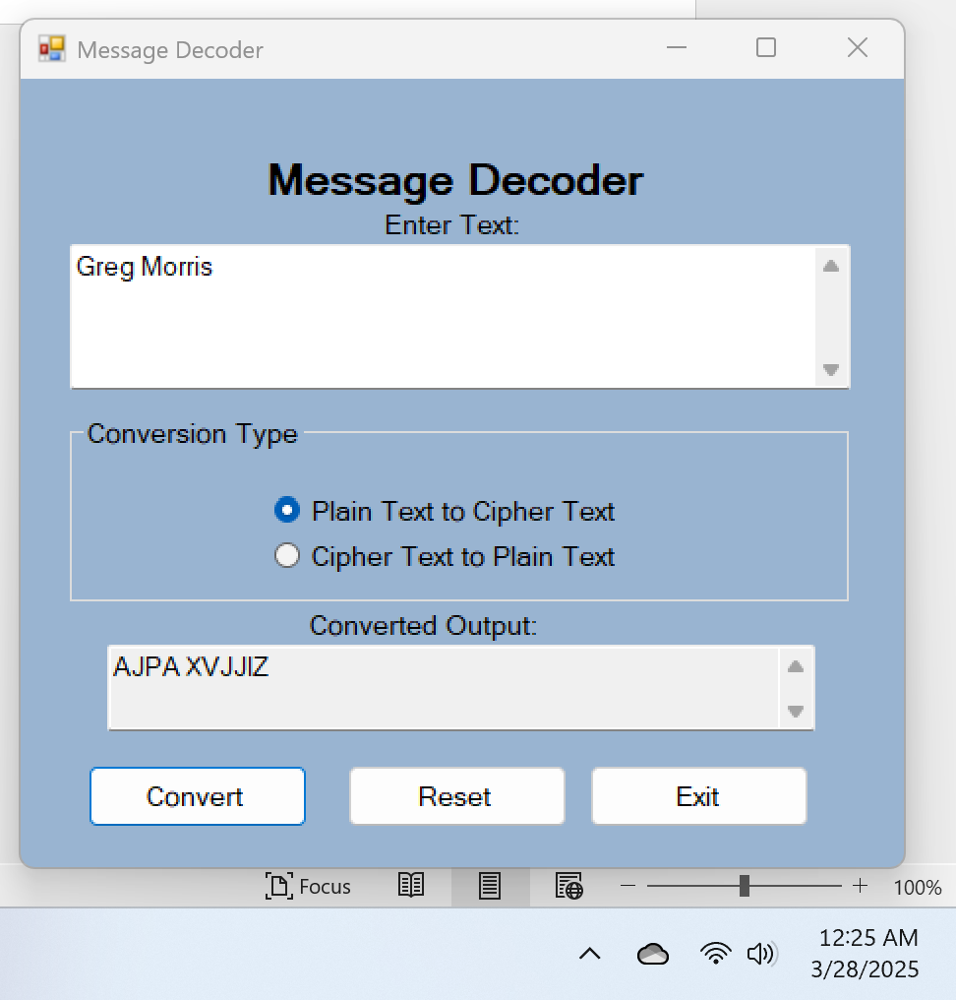 Message Decoder
Message Decoder
Enter Text:
Greg Morris
Conversion Type
Plain Text to Cipher Text
Cipher Text to Plain Text
Converted Output:
AJPA XVJJIZ
Convert Reset Exit
Focus 100%
12:25 AM
3/28/2025